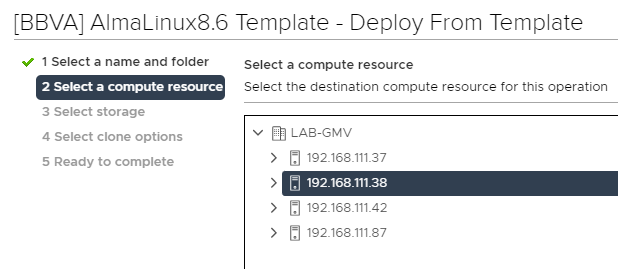 [BBVA] AlmaLinux8.6 Template - Deploy From Template
1 Select a name and folder
2 Select a compute resource
3 Select storage
4 Select clone options
5 Ready to complete
Select a compute resource
Select the destination compute resource for this operation
LAB-GMV
192.168.111.37
192.168.111.38
192.168.111.42
192.168.111.87